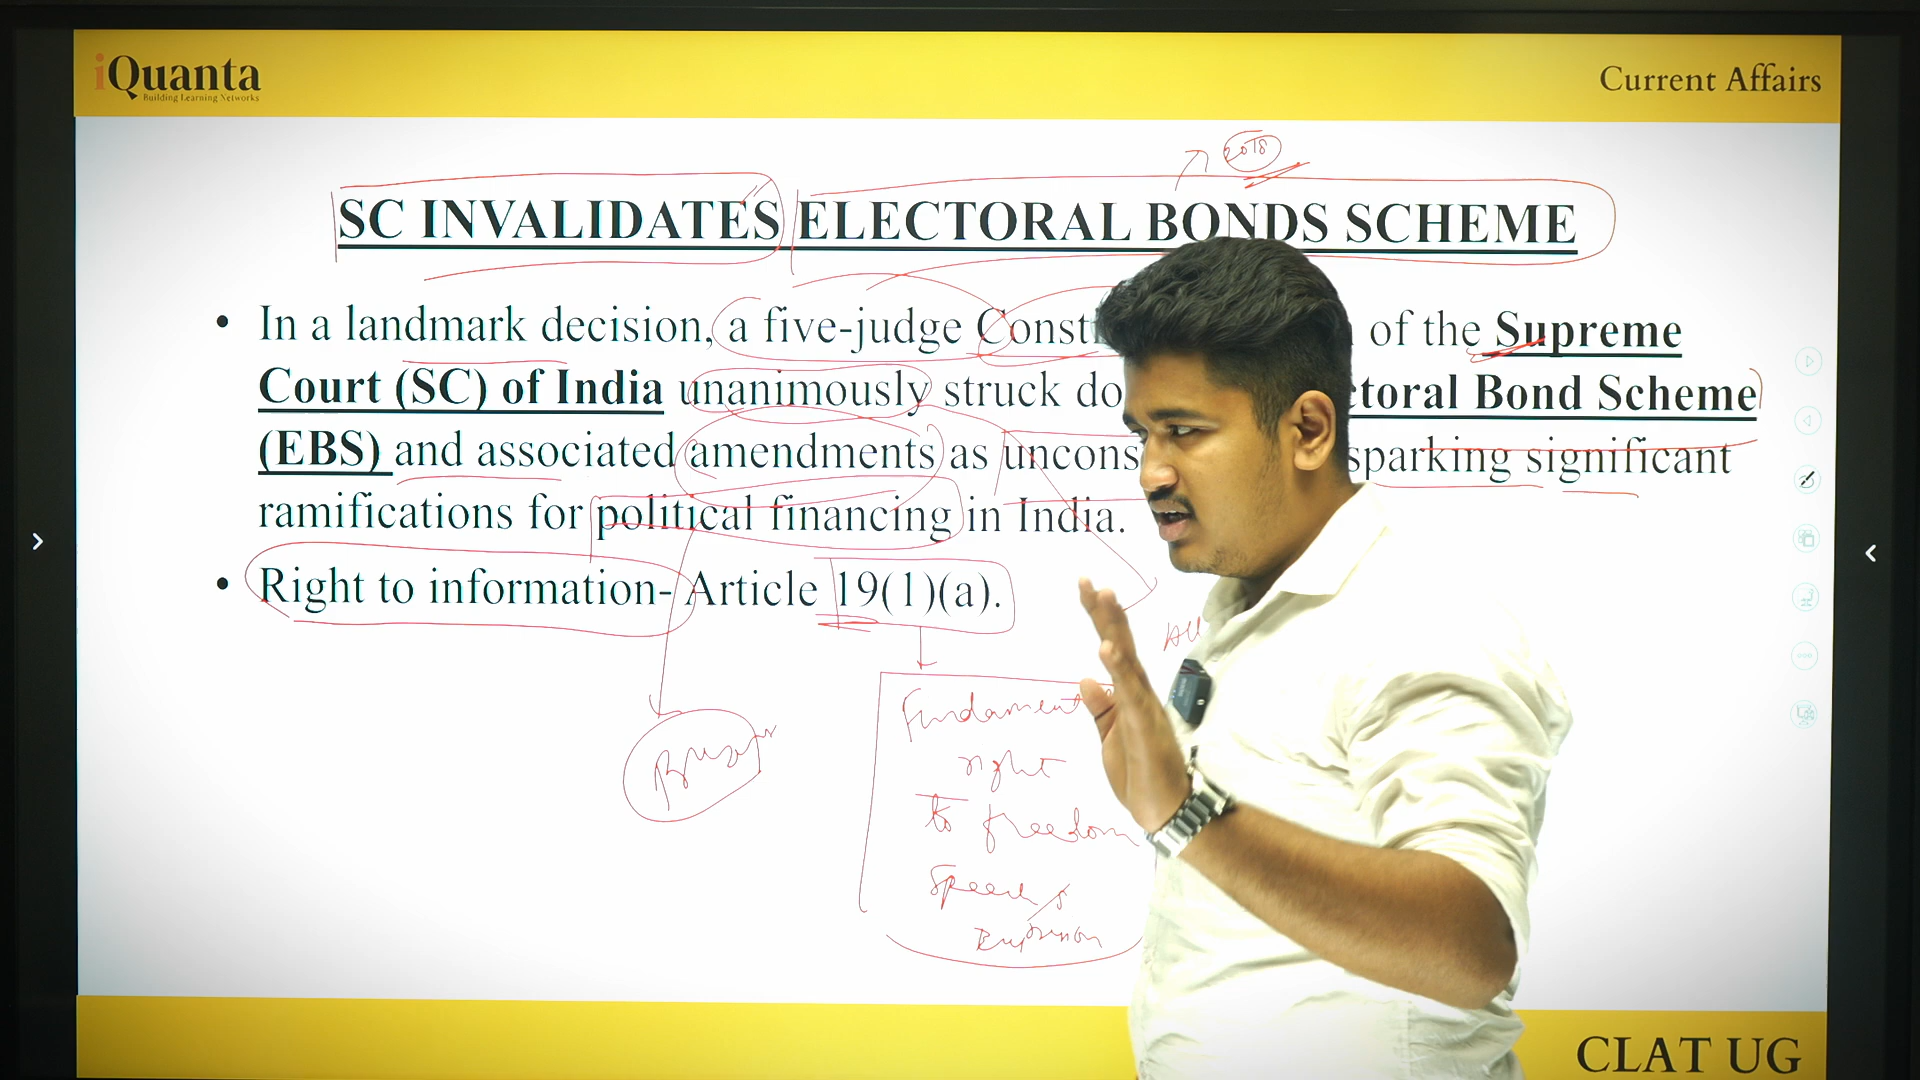 iQuanta
Building Learning Networks
Current Affairs
2018
SC INVALIDATES ELECTORAL BONDS SCHEME
• In a landmark decision, a five-judge Consti of the Supreme
Court (SC) of India unanimously struck do ctoral Bond Scheme
(EBS) and associated amendments as uncons sparking significant
ramifications for political financing in India.
• Right to information- Article 19(1)(a).
All
Fundament
right
to freedom
Speech &
Expression
CLAT UG